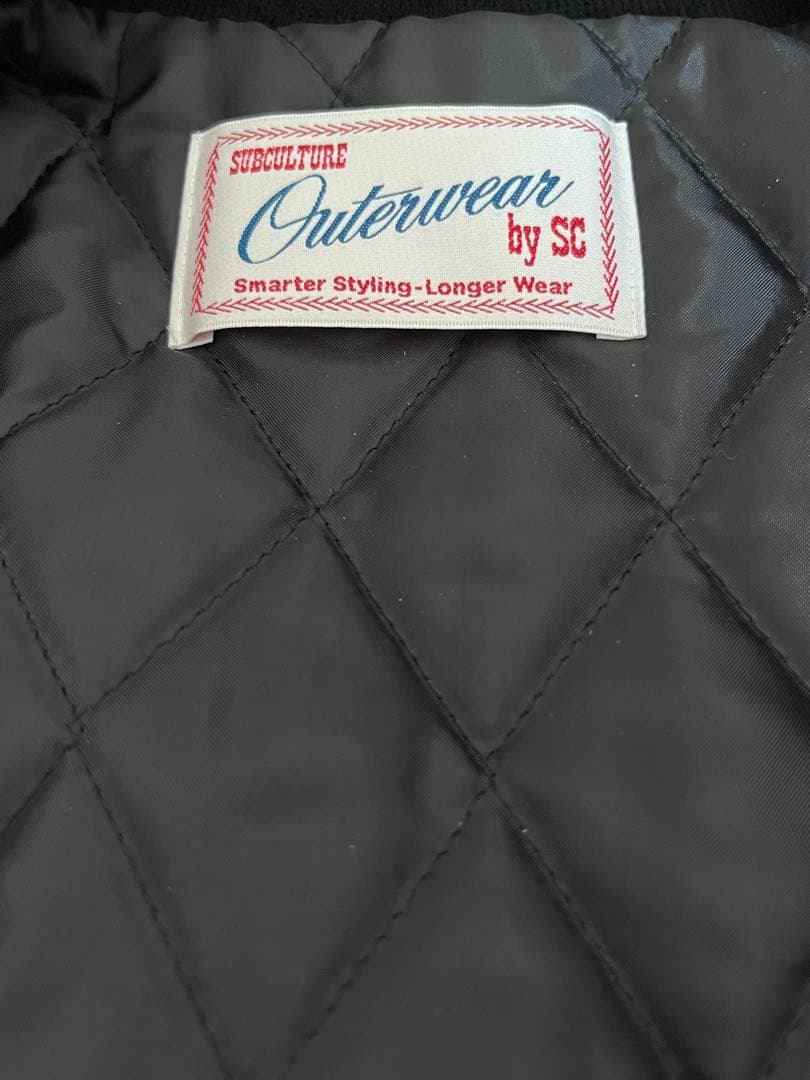 SUBCULTURE
Outerwear
by SC
Smarter Styling-Longer Wear